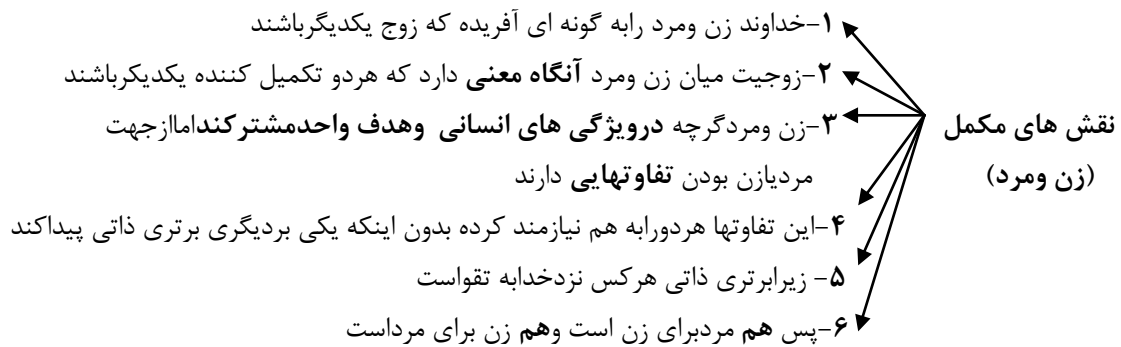 ۱-خداوند زن ومرد رابه گونه ای آفریده که زوج یکدیگرباشند
۲-زوجیت میان زن ومرد آنگاه معنی دارد که هردو تکمیل کننده یکدیکرباشند
نقش های مکمل
۳-زن ومردگرچه درویژگی های انسانی وهدف واحدمشترکنداماازجهت
(زن ومرد)
مردیازن بودن تفاوتهایی دارند
۴-این تفاوتها هردورابه هم نیازمند کرده بدون اینکه یکی بردیگری برتری ذاتی پیداکند
۵- زیرابرتری ذاتی هرکس نزدخدابه تقواست
۶-پس هم مردبرای زن است وهم زن برای مرداست